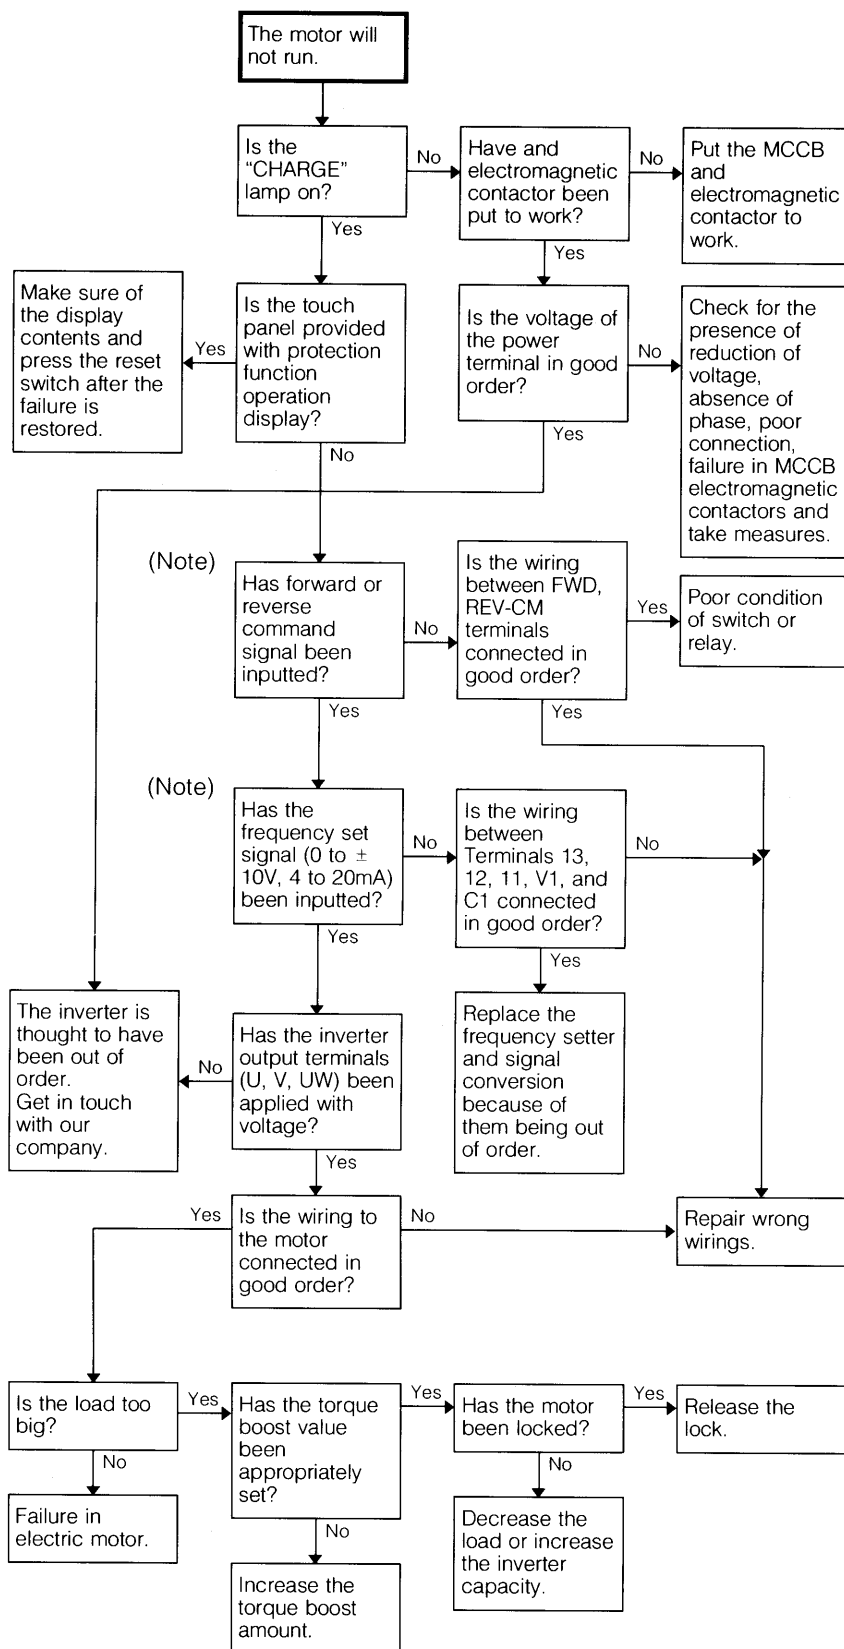 The motor will
not run.
Is the
"CHARGE"
lamp on?
No
Have and
electromagnetic
contactor been
put to work?
No
Put the MCCB
and
electromagnetic
contactor to
work.
Yes
Yes
Make sure of
the display
contents and
press the reset
switch after the
failure is
restored.
Yes
Is the touch
panel provided
with protection
function
operation
display?
Is the voltage of
the power
terminal in good
order?
No
Check for the
presence of
reduction of
voltage,
absence of
phase, poor
connection,
failure in MCCB
electromagnetic
contactors and
take measures.
No
Yes
(Note)
Has forward or
reverse
command
signal been
inputted?
No
Is the wiring
between FWD,
REV-CM
terminals
connected in
good order?
Yes
Poor condition
of switch or
relay.
Yes
Yes
(Note)
Has the
frequency set
signal (0 to ±
10V, 4 to 20mA)
been inputted?
No
Is the wiring
between
Terminals 13,
12, 11, V1, and
C1 connected
in good order?
No
Yes
Yes
The inverter is
thought to have
been out of
order.
Get in touch
with our
company.
No
Has the inverter
output terminals
(U, V, UW) been
applied with
voltage?
Replace the
frequency setter
and signal
conversion
because of
them being out
of order.
Yes
Yes
Is the wiring to
the motor
connected in
good order?
No
Repair wrong
wirings.
Is the load too
big?
Yes
Has the torque
boost value
been
appropriately
set?
Yes
Has the motor
been locked?
Yes
Release the
lock.
No
No
Failure in
electric motor.
Decrease the
load or increase
the inverter
capacity.
No
Increase the
torque boost
amount.